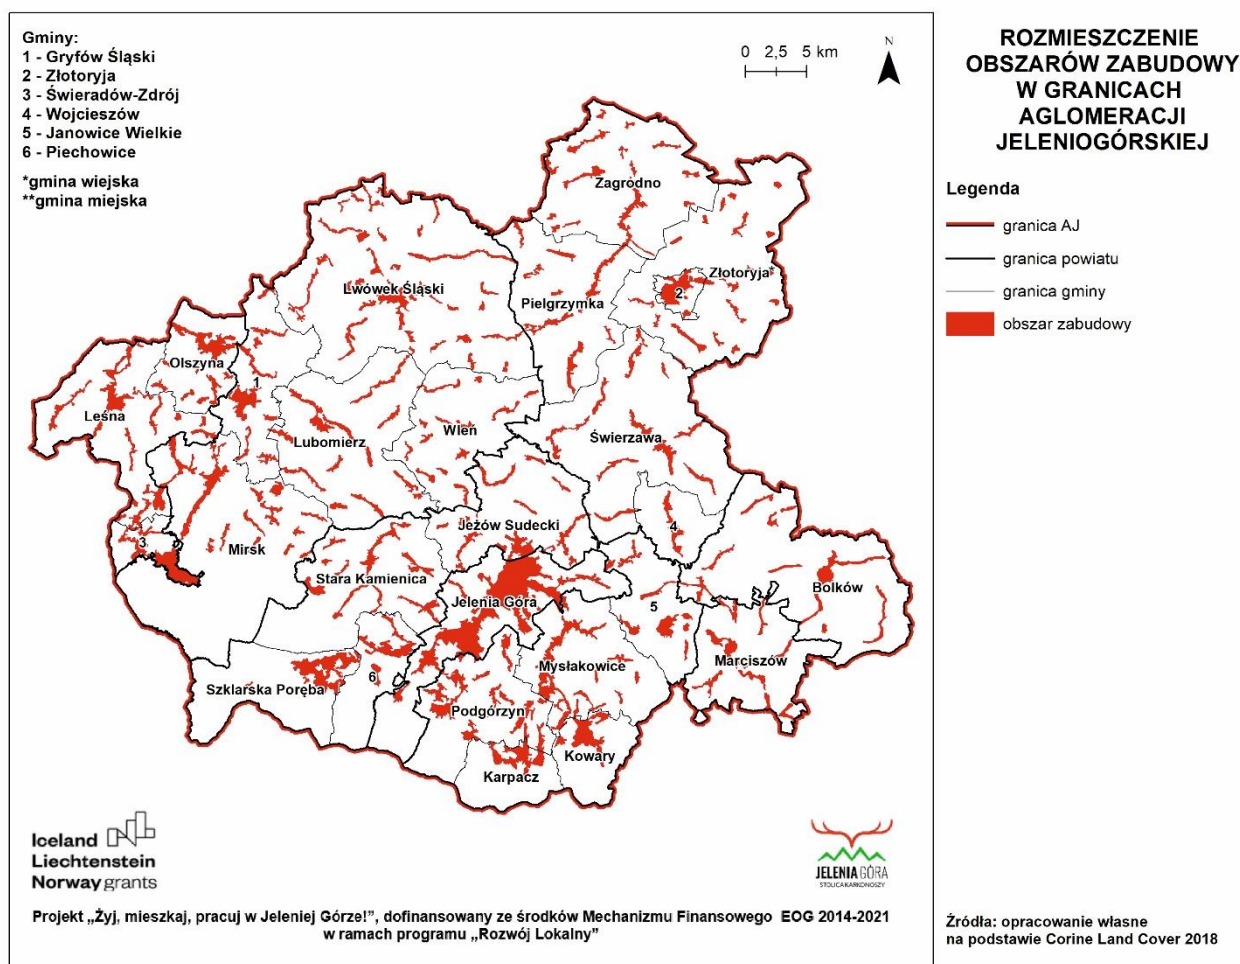 Gminy:
1 - Gryfów Śląski
2 - Złotoryja
3 - Świeradów-Zdrój
4 - Wojcieszów
5 - Janowice Wielkie
6 - Piechowice
*gmina wiejska
**gmina miejska
0 2,5 5 km
N
ROZMIESZCZENIE
OBSZARÓW ZABUDOWY
W GRANICACH
AGLOMERACJI
JELENIOGÓRSKIEJ
Legenda
granica AJ
granica powiatu
granica gminy
obszar zabudowy
Zagrodno
Złotoryja*
2
Lwówek Śląski
Pielgrzymka
Olszyna
1
Leśna
Lubomierz
Wleń
Świerzawa
4
Jeżów Sudecki
3
Mirsk
Stara Kamienica
Bolków
Jelenia Góra
5
Mysłakowice
Marciszów
6
Szklarska Poręba
Podgórzyn
Kowary
Karpacz
Iceland
Liechtenstein
Norway grants
JELENIA GÓRA
STOLICA KARKONOSZY
Projekt „Żyj, mieszkaj, pracuj w Jeleniej Górze!”, dofinansowany ze środków Mechanizmu Finansowego EOG 2014-2021
w ramach programu „Rozwój Lokalny”
Źródła: opracowanie własne
na podstawie Corine Land Cover 2018